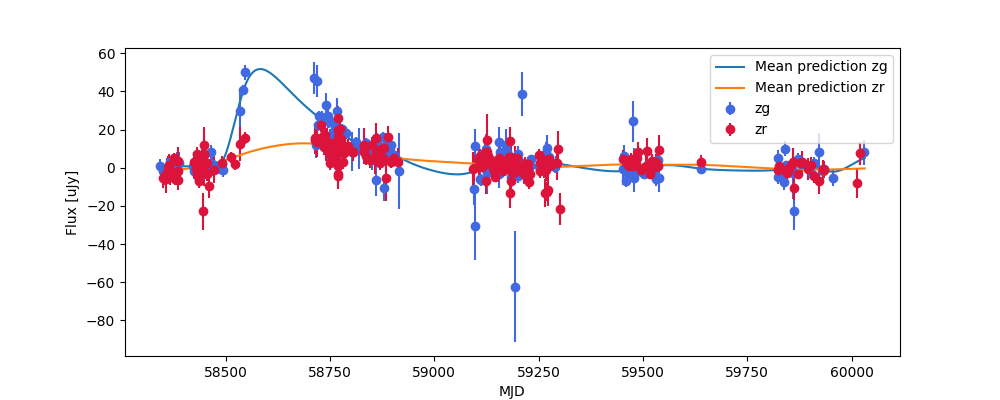 60
40
20
0
−20
−40
−60
−80
Flux [uJy]
58500
58750
59000
59250
59500
59750
60000
MJD
Mean prediction zg
Mean prediction zr
zg
zr